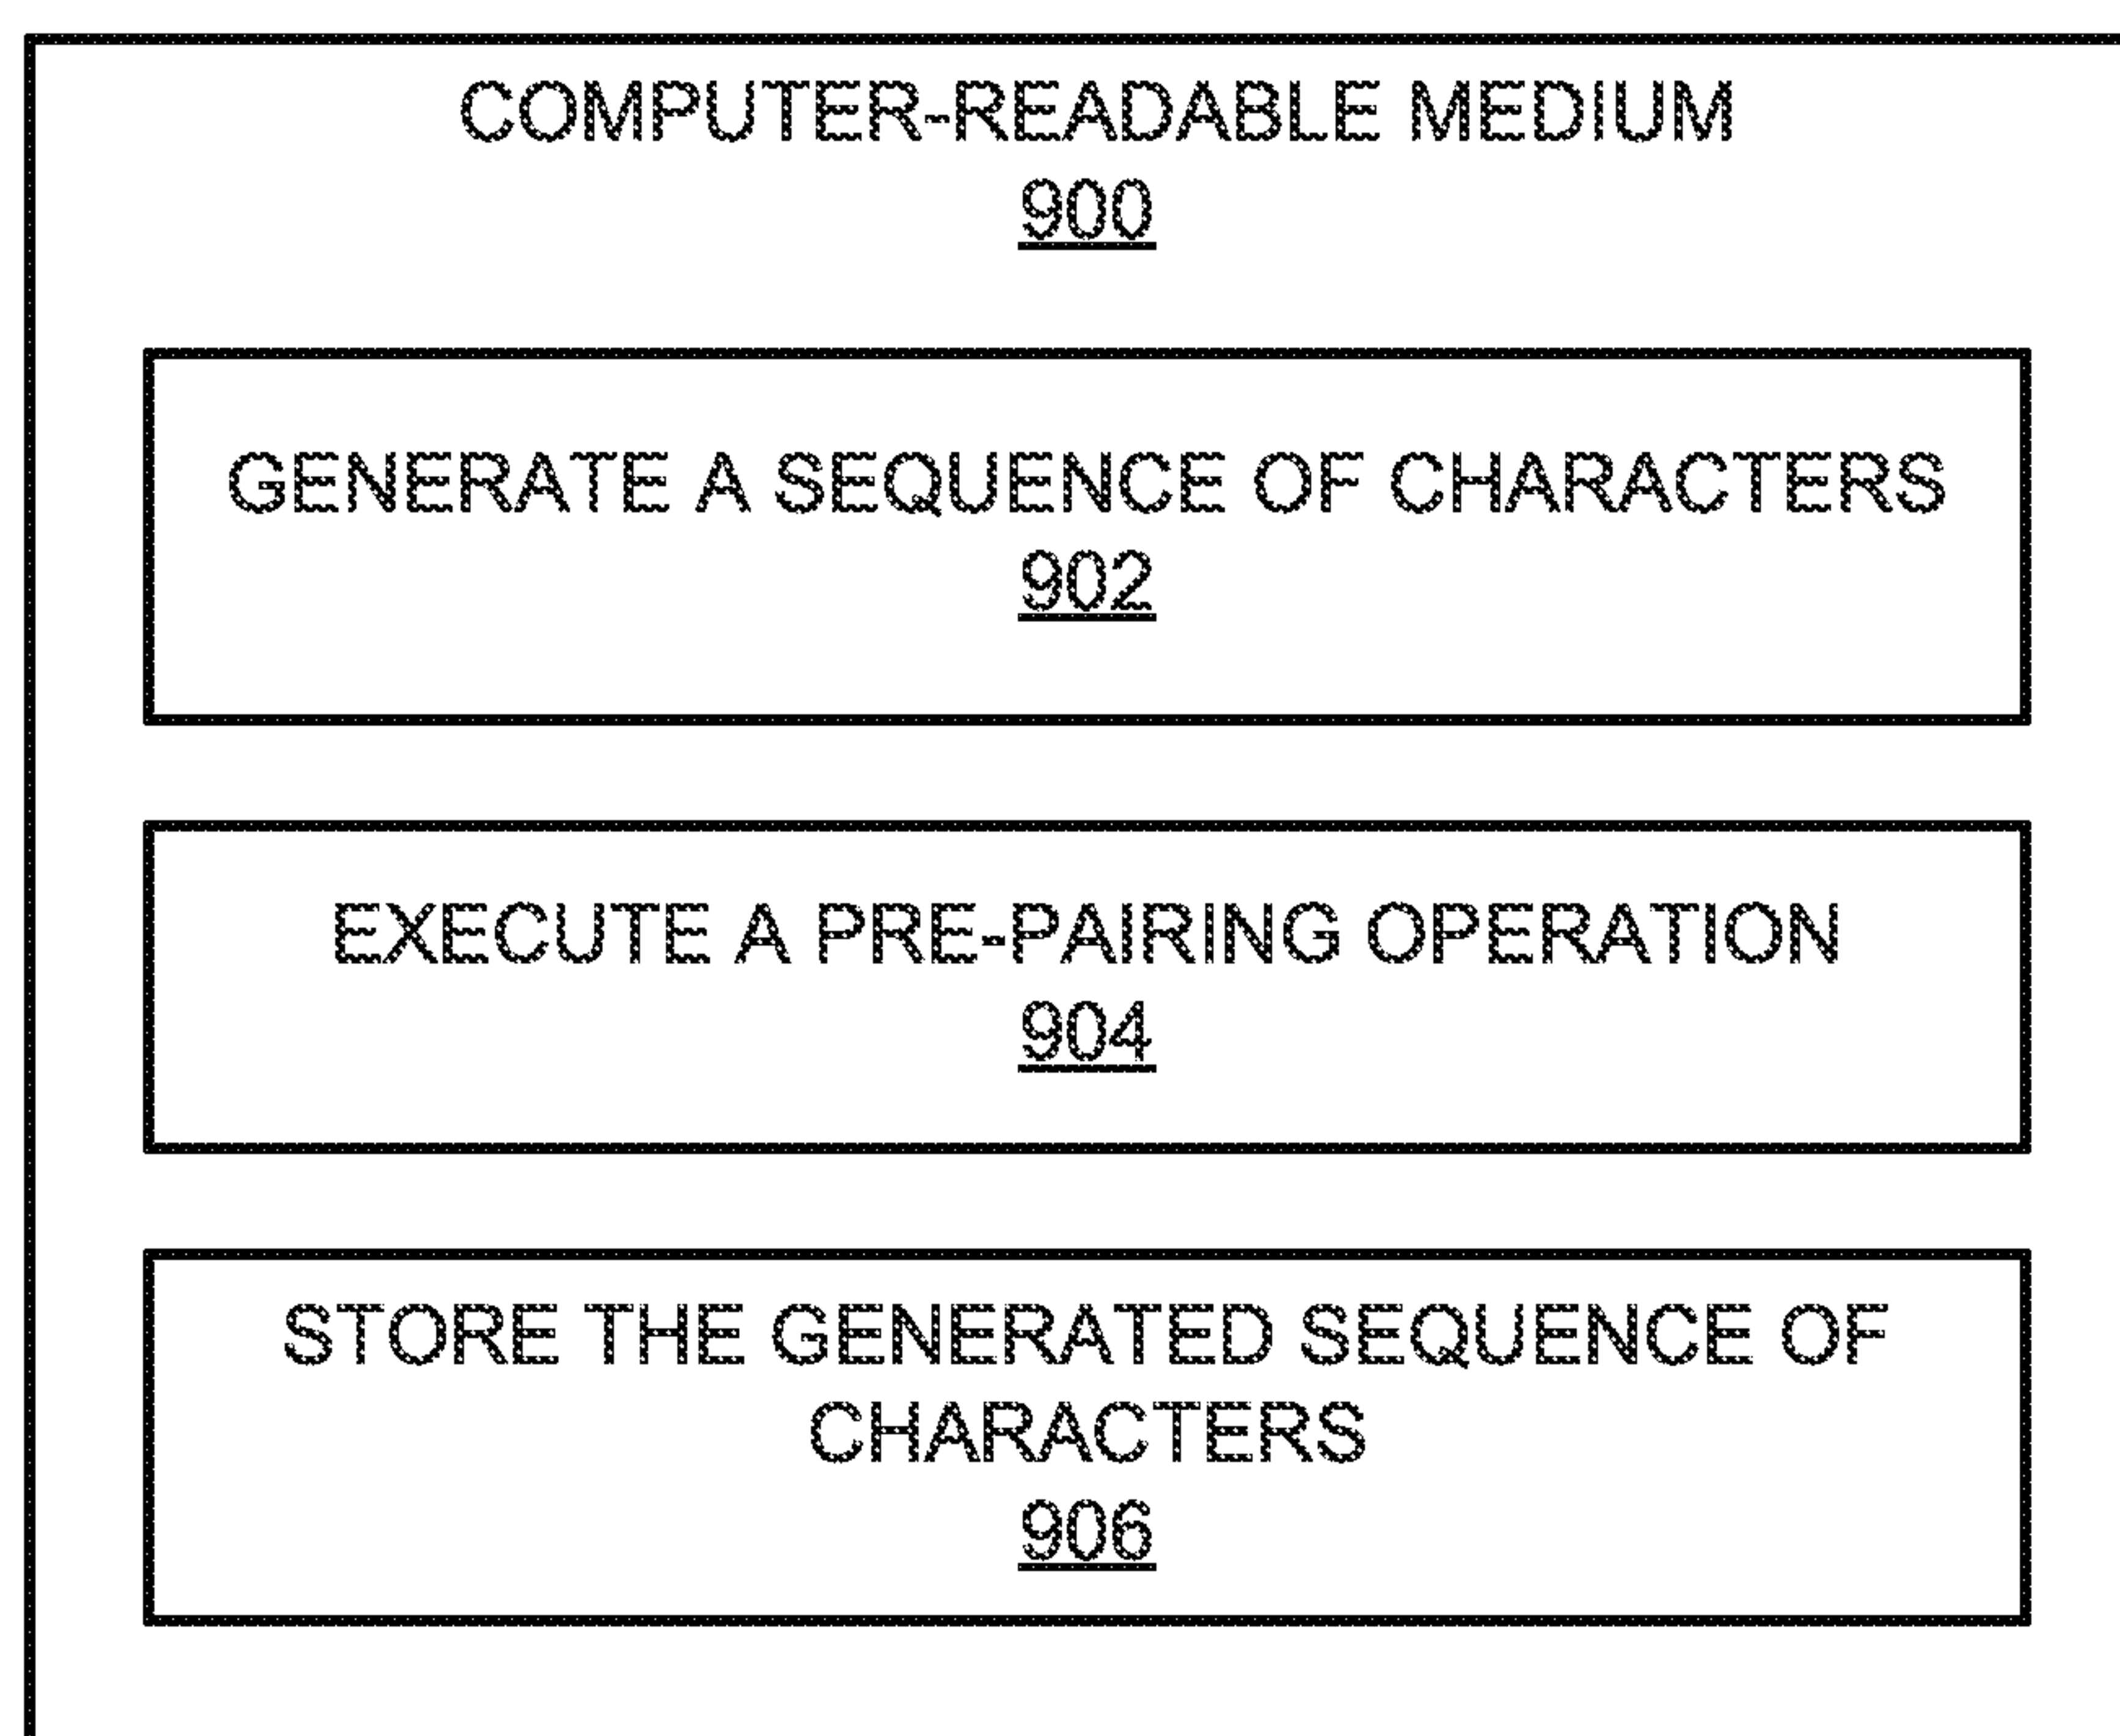 COMPUTER-READABLE MEDIUM
900
GENERATE A SEQUENCE OF CHARACTERS
902
EXECUTE A PRE-PAIRING OPERATION
904
STORE THE GENERATED SEQUENCE OF
CHARACTERS
906